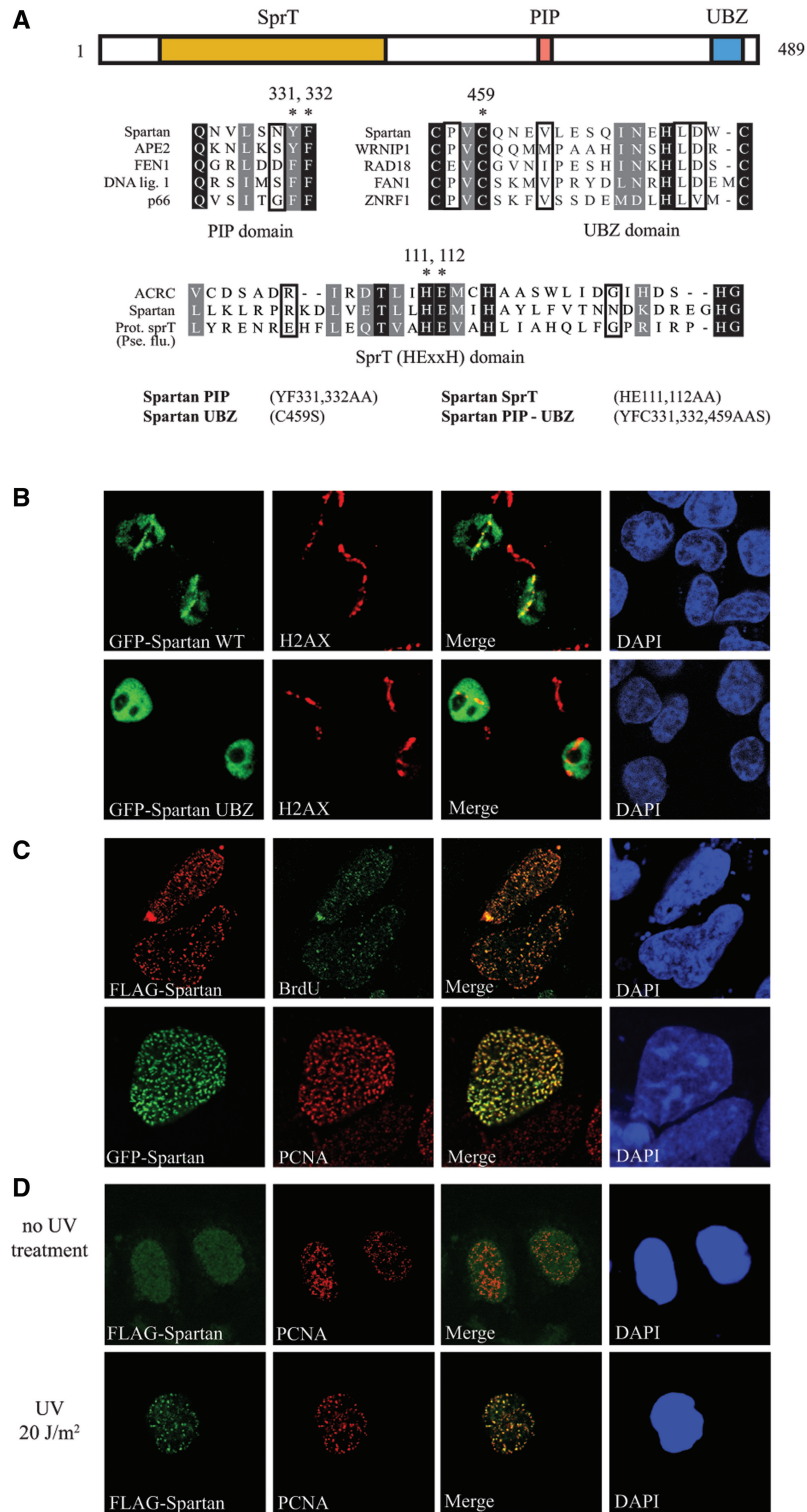 A
SprT PIP UBZ
1 489
331, 332
* *
Spartan Q N V L S N Y F
APE2 Q K N L K S Y F
FEN1 Q G R L D D F F
DNA lig. 1 Q R S I M S F F
p66 Q V S I T G F F
PIP domain
459
*
Spartan C P V C Q N E V L E S Q I N E H L D W - C
WRNIP1 C P V C Q Q M M P A A H I N S H L D R - C
RAD18 C E V C G V N I P E S H I N K H L D S - C
FAN1 C P V C S K M V P R Y D L N R H L D E M C
ZNRF1 C P V C S K F V S S D E M D L H L V M - C
UBZ domain
111, 112
* *
ACRC V C D S A D R - - I R D T L I H E M C H A A S W L I D G I H D S - - H G
Spartan L L K L R P R K D L V E T L L H E M I H A Y L F V T N N D K D R E G H G
Prot. sprT L Y R E N R E H F L E Q T V A H E V A H L I A H Q L F G P R I R P - H G
(Pse. flu.)
SprT (HExxH) domain
Spartan PIP (YF331,332AA) Spartan SprT (HE111,112AA)
Spartan UBZ (C459S) Spartan PIP - UBZ (YFC331,332,459AAS)
B
GFP-Spartan WT H2AX Merge DAPI
GFP-Spartan UBZ H2AX Merge DAPI
C
FLAG-Spartan BrdU Merge DAPI
GFP-Spartan PCNA Merge DAPI
D
no UV
treatment
FLAG-Spartan PCNA Merge DAPI
UV
20 J/m²
FLAG-Spartan PCNA Merge DAPI